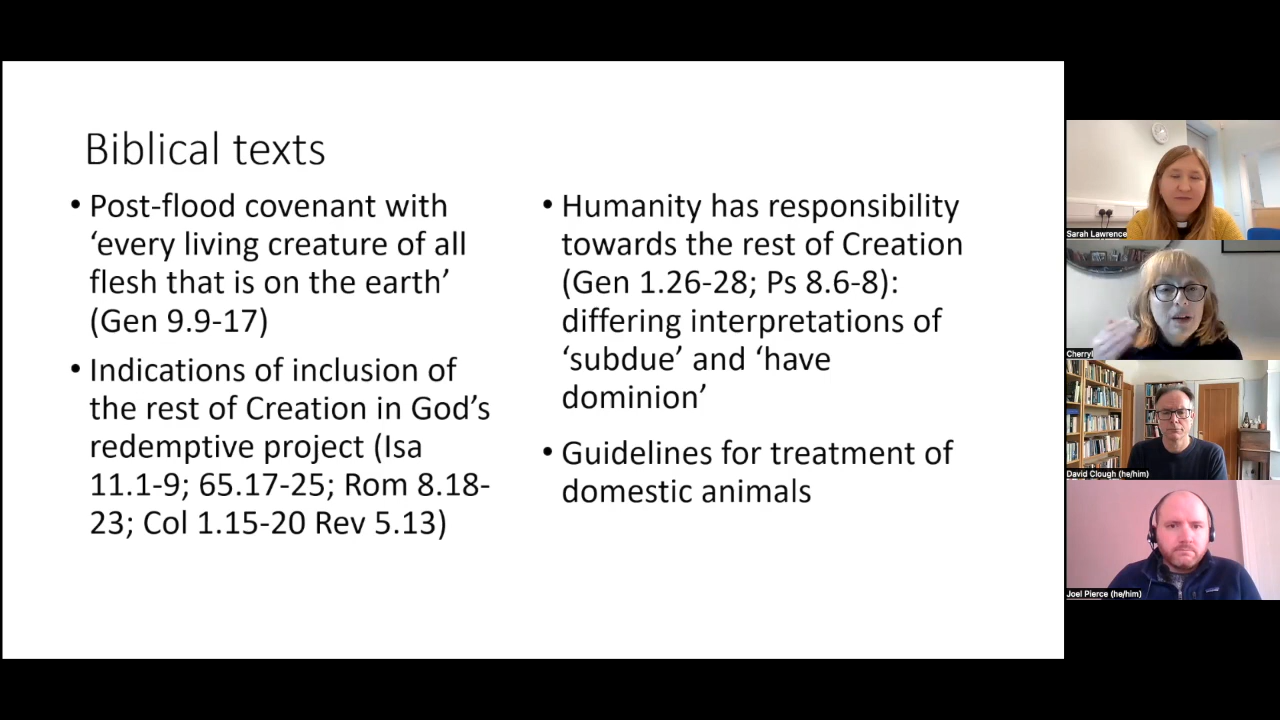 Biblical texts
• Post-flood covenant with
‘every living creature of all
flesh that is on the earth’
(Gen 9.9-17)
• Indications of inclusion of
the rest of Creation in God’s
redemptive project (Isa
11.1-9; 65.17-25; Rom 8.18-
23; Col 1.15-20 Rev 5.13)
• Humanity has responsibility
towards the rest of Creation
(Gen 1.26-28; Ps 8.6-8):
differing interpretations of
‘subdue’ and ‘have
dominion’
• Guidelines for treatment of
domestic animals
Sarah Lawrence
Cherryl
David Clough (he/him)
Joel Pierce (he/him)